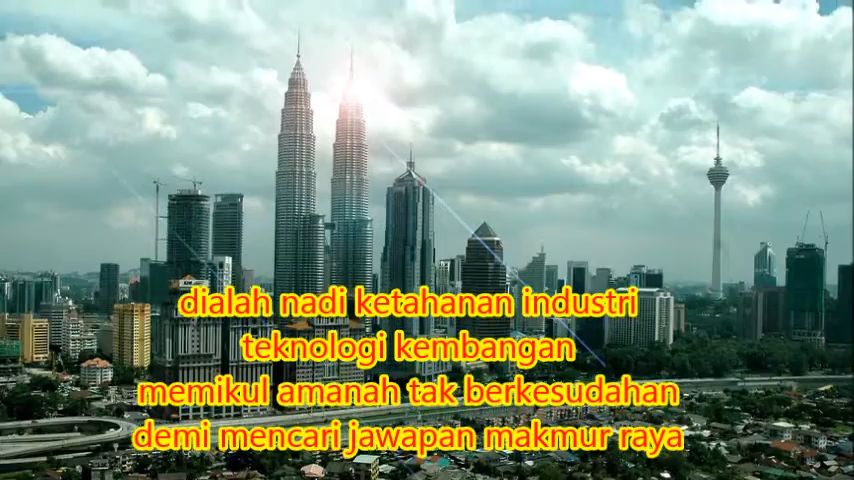 dialah nadi ketahanan industri
teknologi kembangan
memikul amanah tak berkesudahan
demi mencari jawapan makmur raya